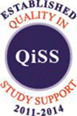 ESTABLISHED
QUALITY IN
QiSS
STUDY SUPPORT
2011-2014